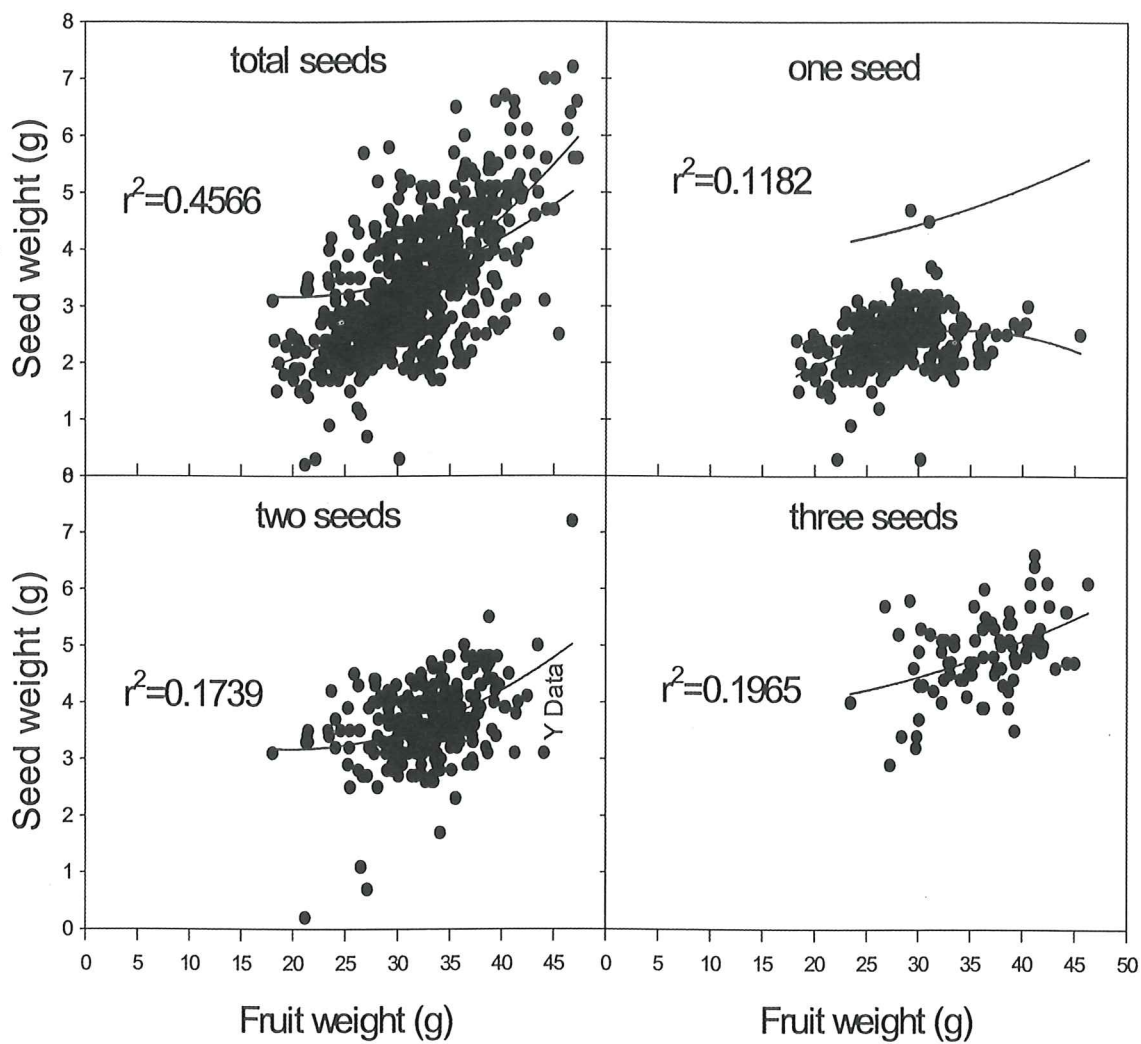 8
7
6
5
4
3
2
1
0
Seed weight (g)
total seeds
r²=0.4566
one seed
r²=0.1182
7
6
5
4
3
2
1
0
Seed weight (g)
two seeds
r²=0.1739
Y Data
three seeds
r²=0.1965
0 5 10 15 20 25 30 35 40 45
0 5 10 15 20 25 30 35 40 45 50
Fruit weight (g)
Fruit weight (g)